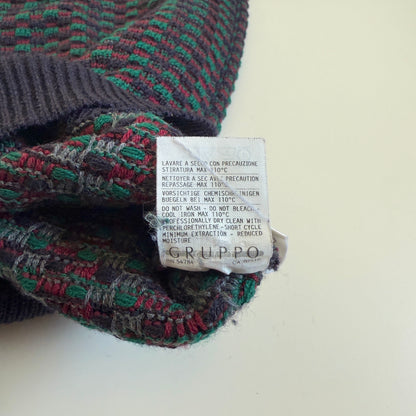 LAVARE A SECCO CON PRECAUZIONE
STIRATURA MAX 110°C
NETTOYER A SEC AVEC PRECAUTION
REPASSAGE MAX 110°C
VORSICHTIGE CHEMISCH REINIGEN
BUEGELN BEI MAX 110°C
DO NOT WASH - DO NOT BLEACH
COOL IRON MAX 110°C
PROFESSIONALLY DRY CLEAN WITH
PERCHLORETHYLENE - SHORT CYCLE
MINIMUM EXTRACTION - REDUCED
MOISTURE
GRUPPO